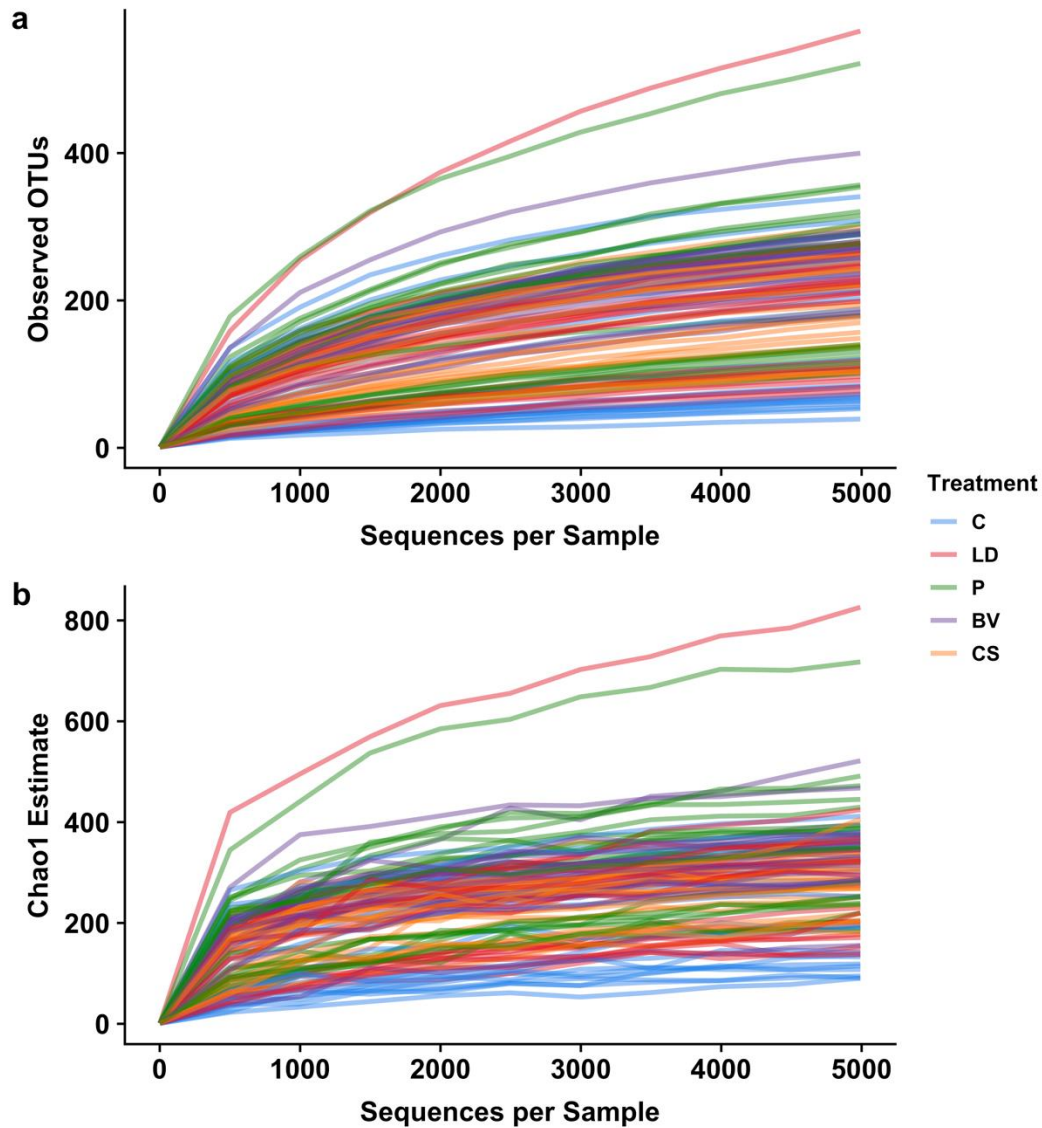 a
Observed OTUs
400
200
0
0 1000 2000 3000 4000 5000
Sequences per Sample
Treatment
C
LD
P
BV
CS
b
Chao1 Estimate
800
600
400
200
0
0 1000 2000 3000 4000 5000
Sequences per Sample